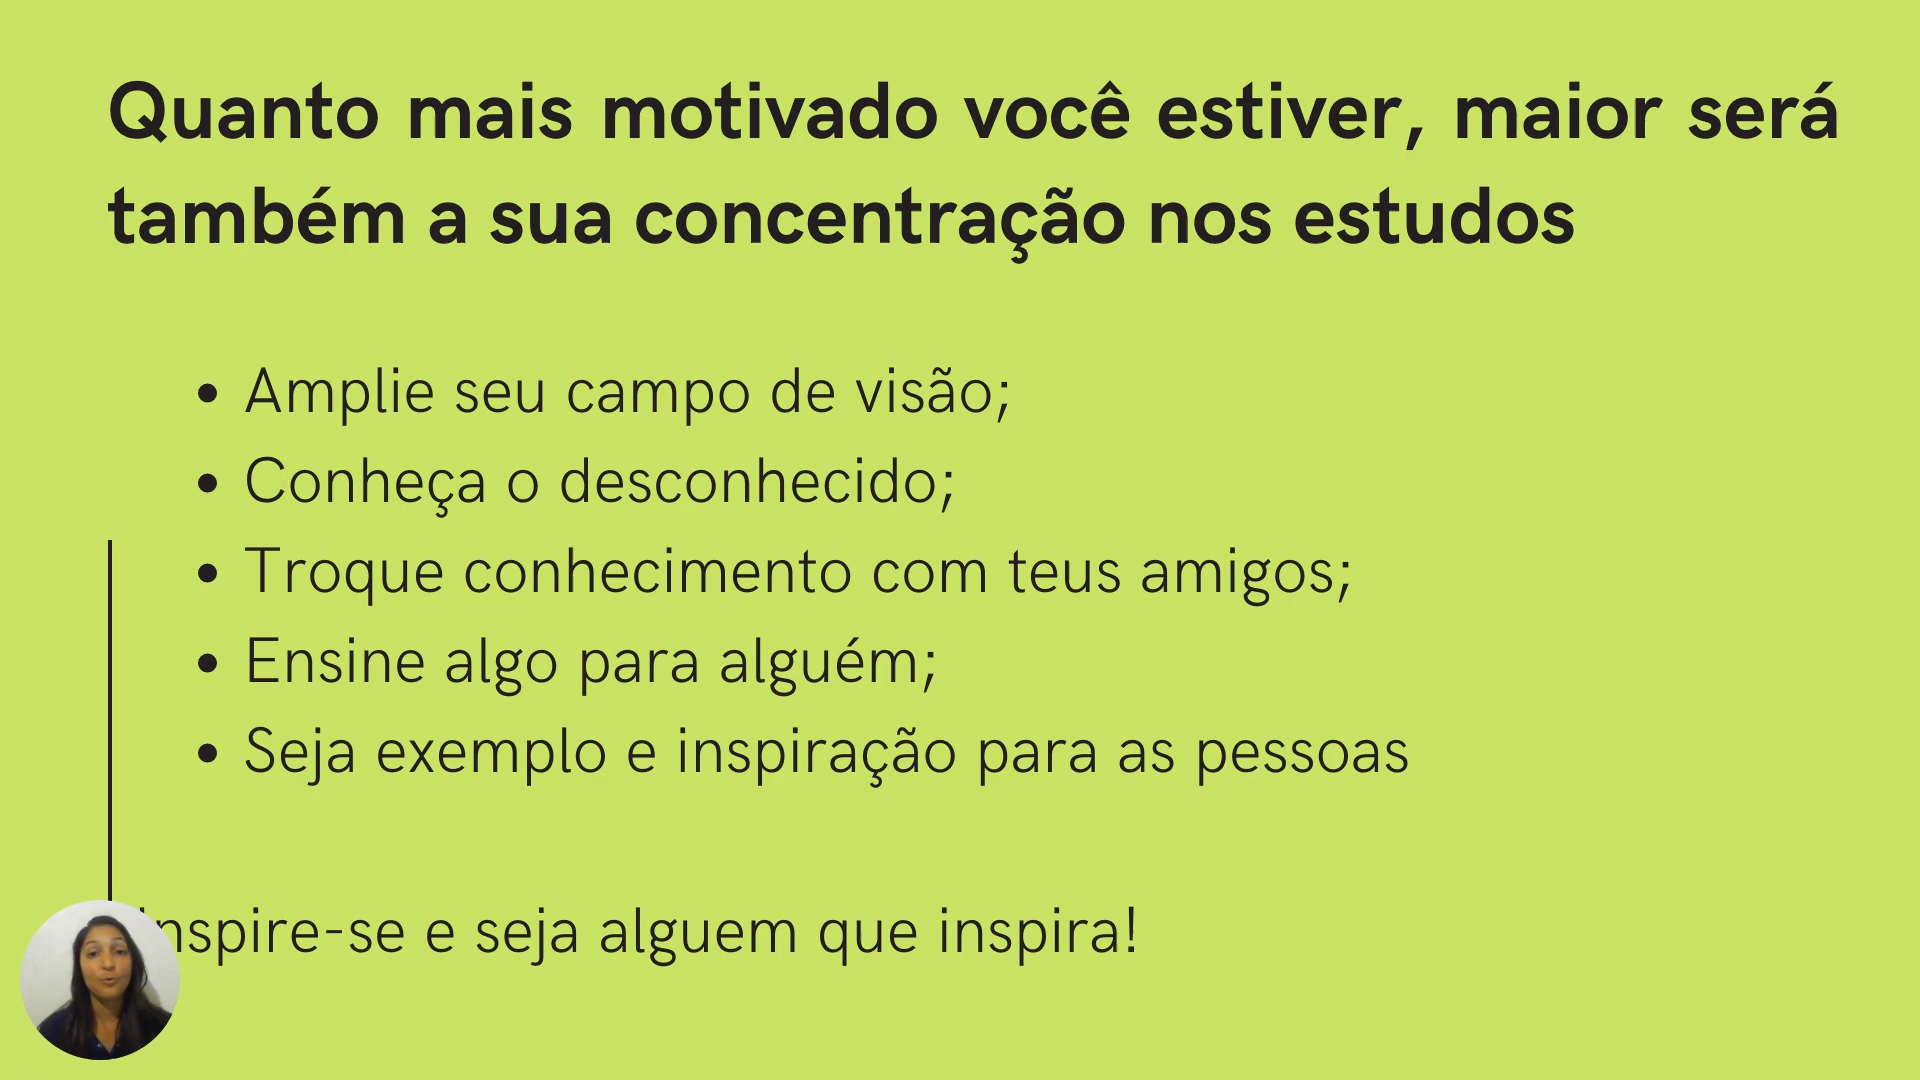 Quanto mais motivado você estiver, maior será
também a sua concentração nos estudos
• Amplie seu campo de visão;
• Conheça o desconhecido;
• Troque conhecimento com teus amigos;
• Ensine algo para alguém;
• Seja exemplo e inspiração para as pessoas
Inspire-se e seja alguem que inspira!